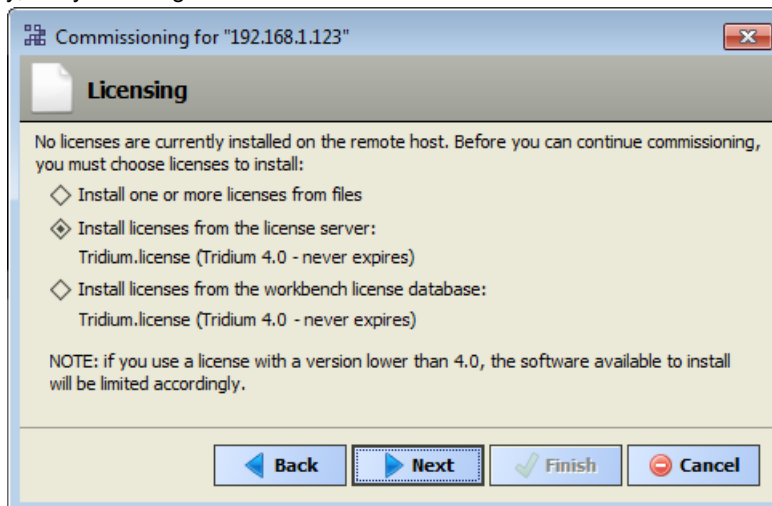 Commissioning for "192.168.1.123"
Licensing
No licenses are currently installed on the remote host. Before you can continue commissioning,
you must choose licenses to install:
Install one or more licenses from files
Install licenses from the license server:
Tridium.license (Tridium 4.0 - never expires)
Install licenses from the workbench license database:
Tridium.license (Tridium 4.0 - never expires)
NOTE: if you use a license with a version lower than 4.0, the software available to install
will be limited accordingly.
Back Next Finish Cancel